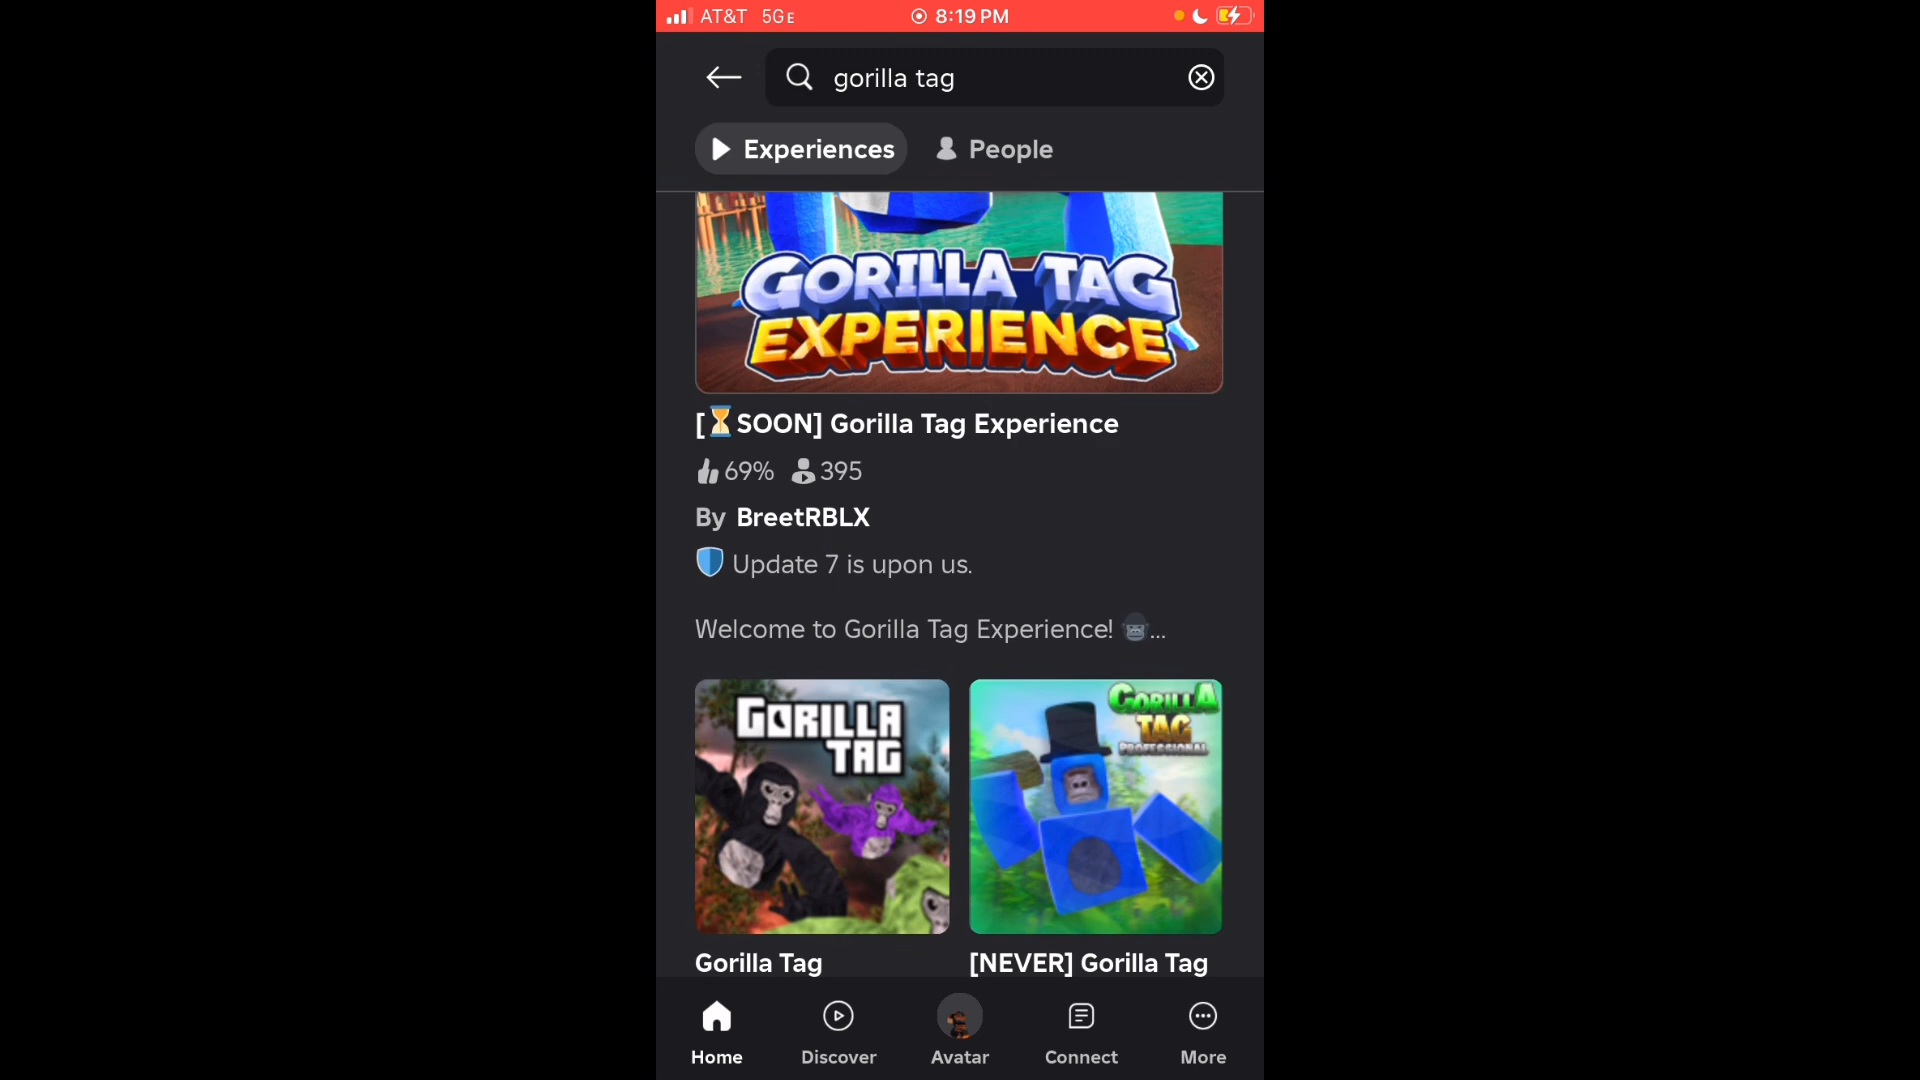 AT&T 5GE 8:19 PM
gorilla tag
Experiences People
GORILLA TAG
EXPERIENCE
[⏳SOON] Gorilla Tag Experience
69% 395
By BreetRBLX
🛡️ Update 7 is upon us.
Welcome to Gorilla Tag Experience! 🦍...
GORILLA
TAG
GORILLA
TAG
PROFESSIONAL
Gorilla Tag
[NEVER] Gorilla Tag
Home Discover Avatar Connect More